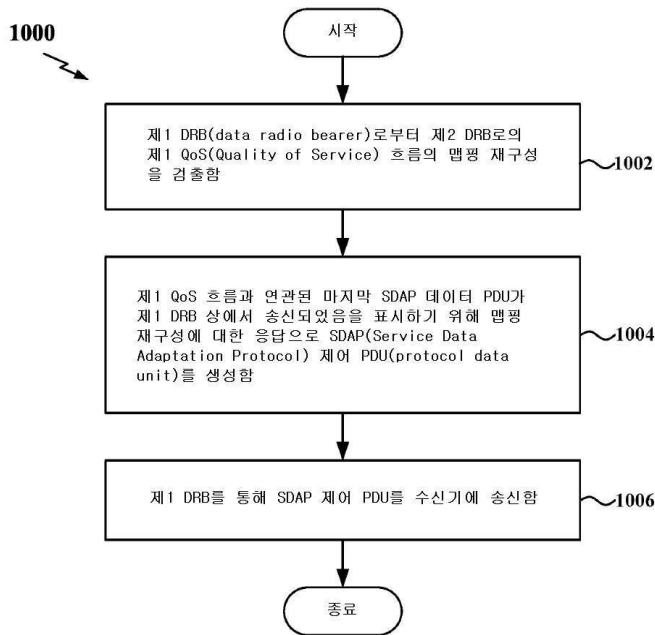 1000
시작
제1 DRB(data radio bearer)로부터 제2 DRB로의
제1 QoS(Quality of Service) 흐름의 맵핑 재구성
을 검출함
1002
제1 QoS 흐름과 연관된 마지막 SDAP 데이터 PDU가
제1 DRB 상에서 송신되었음을 표시하기 위해 맵핑
재구성에 대한 응답으로 SDAP(Service Data
Adaptation Protocol) 제어 PDU(protocol data
unit)를 생성함
1004
제1 DRB를 통해 SDAP 제어 PDU를 수신기에 송신함
1006
종료